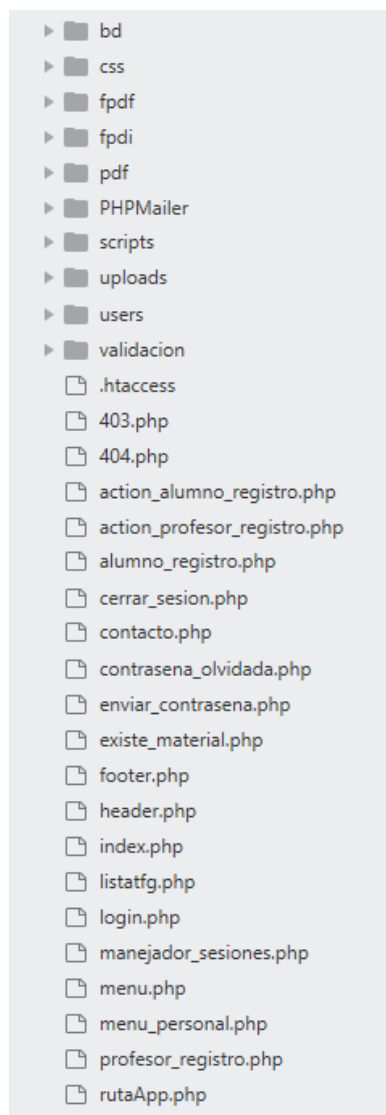 bd
css
fpdf
fpdi
pdf
PHPMailer
scripts
uploads
users
validacion
.htaccess
403.php
404.php
action_alumno_registro.php
action_profesor_registro.php
alumno_registro.php
cerrar_sesion.php
contacto.php
contrasena_olvidada.php
enviar_contrasena.php
existe_material.php
footer.php
header.php
index.php
listatfg.php
login.php
manejador_sesiones.php
menu.php
menu_personal.php
profesor_registro.php
rutaApp.php